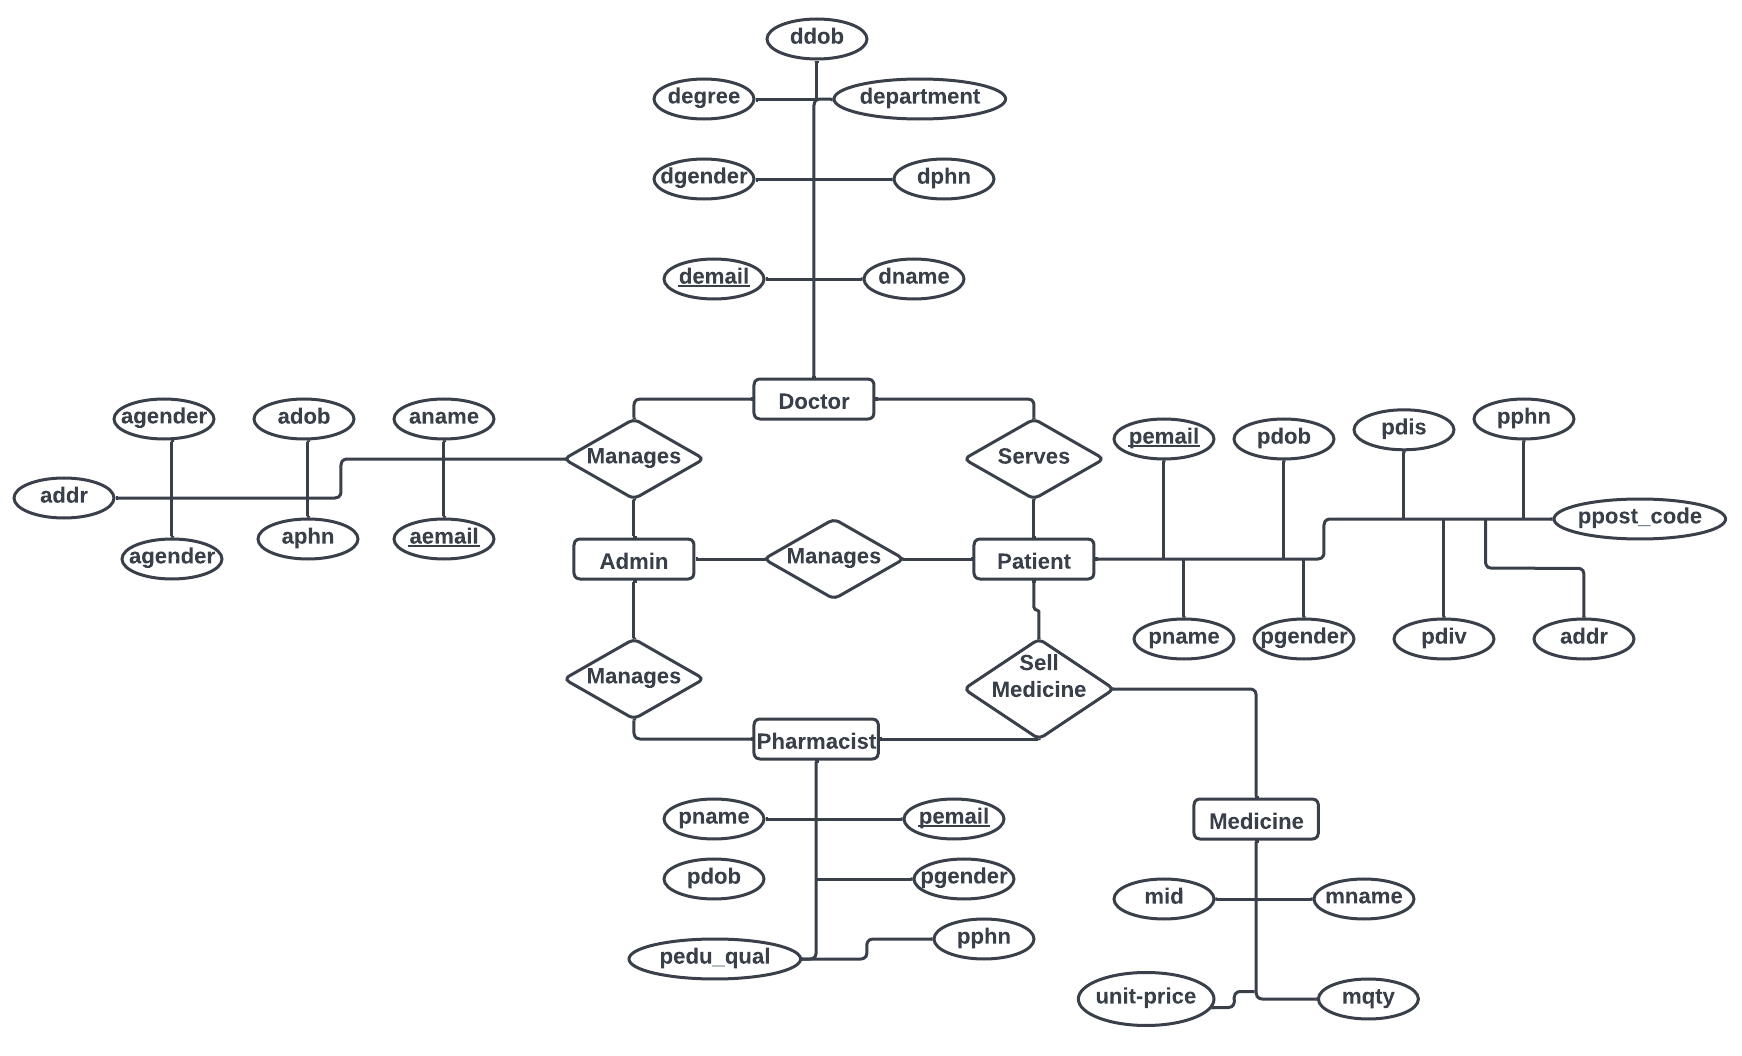 ddob
degree
department
dgender
dphn
demail
dname
Doctor
agender
adob
aname
Manages
Serves
pemail
pdob
pdis
pphn
addr
agender
aphn
aemail
Admin
Manages
Patient
ppost_code
pname
pgender
pdiv
addr
Manages
Sell
Medicine
Pharmacist
pname
pemail
Medicine
pdob
pgender
mid
mname
pedu_qual
pphn
unit-price
mqty